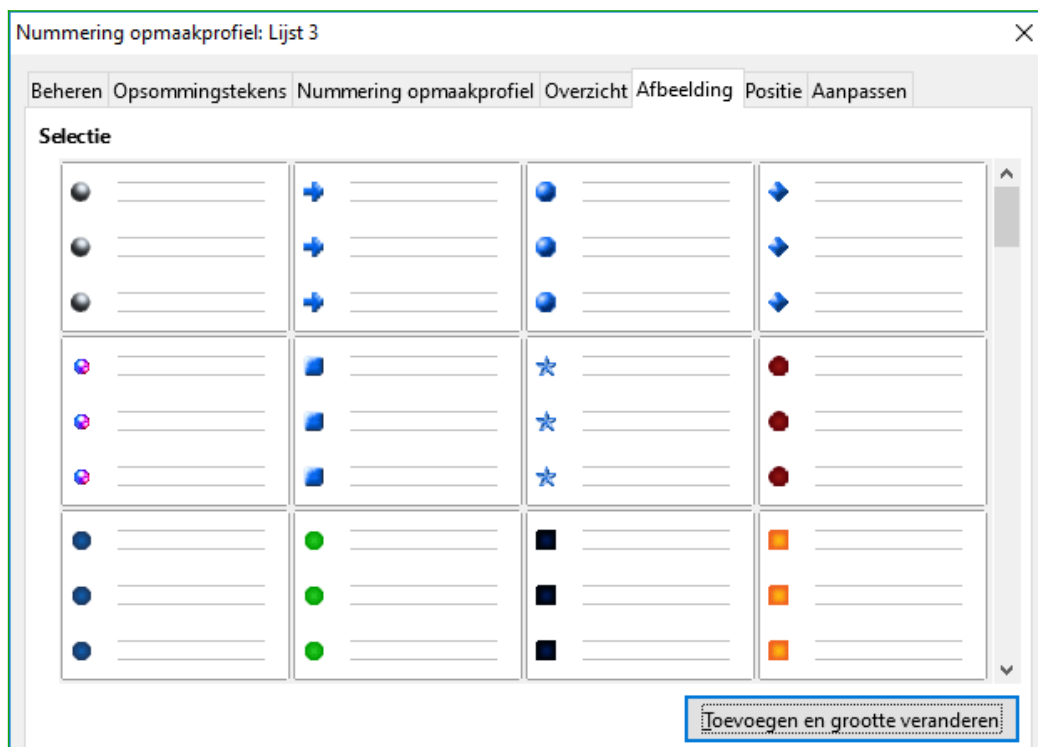 Nummering opmaakprofiel: Lijst 3
Beheren Opsommingstekens Nummering opmaakprofiel Overzicht Afbeelding Positie Aanpassen
Selectie
Toevoegen en grootte veranderen